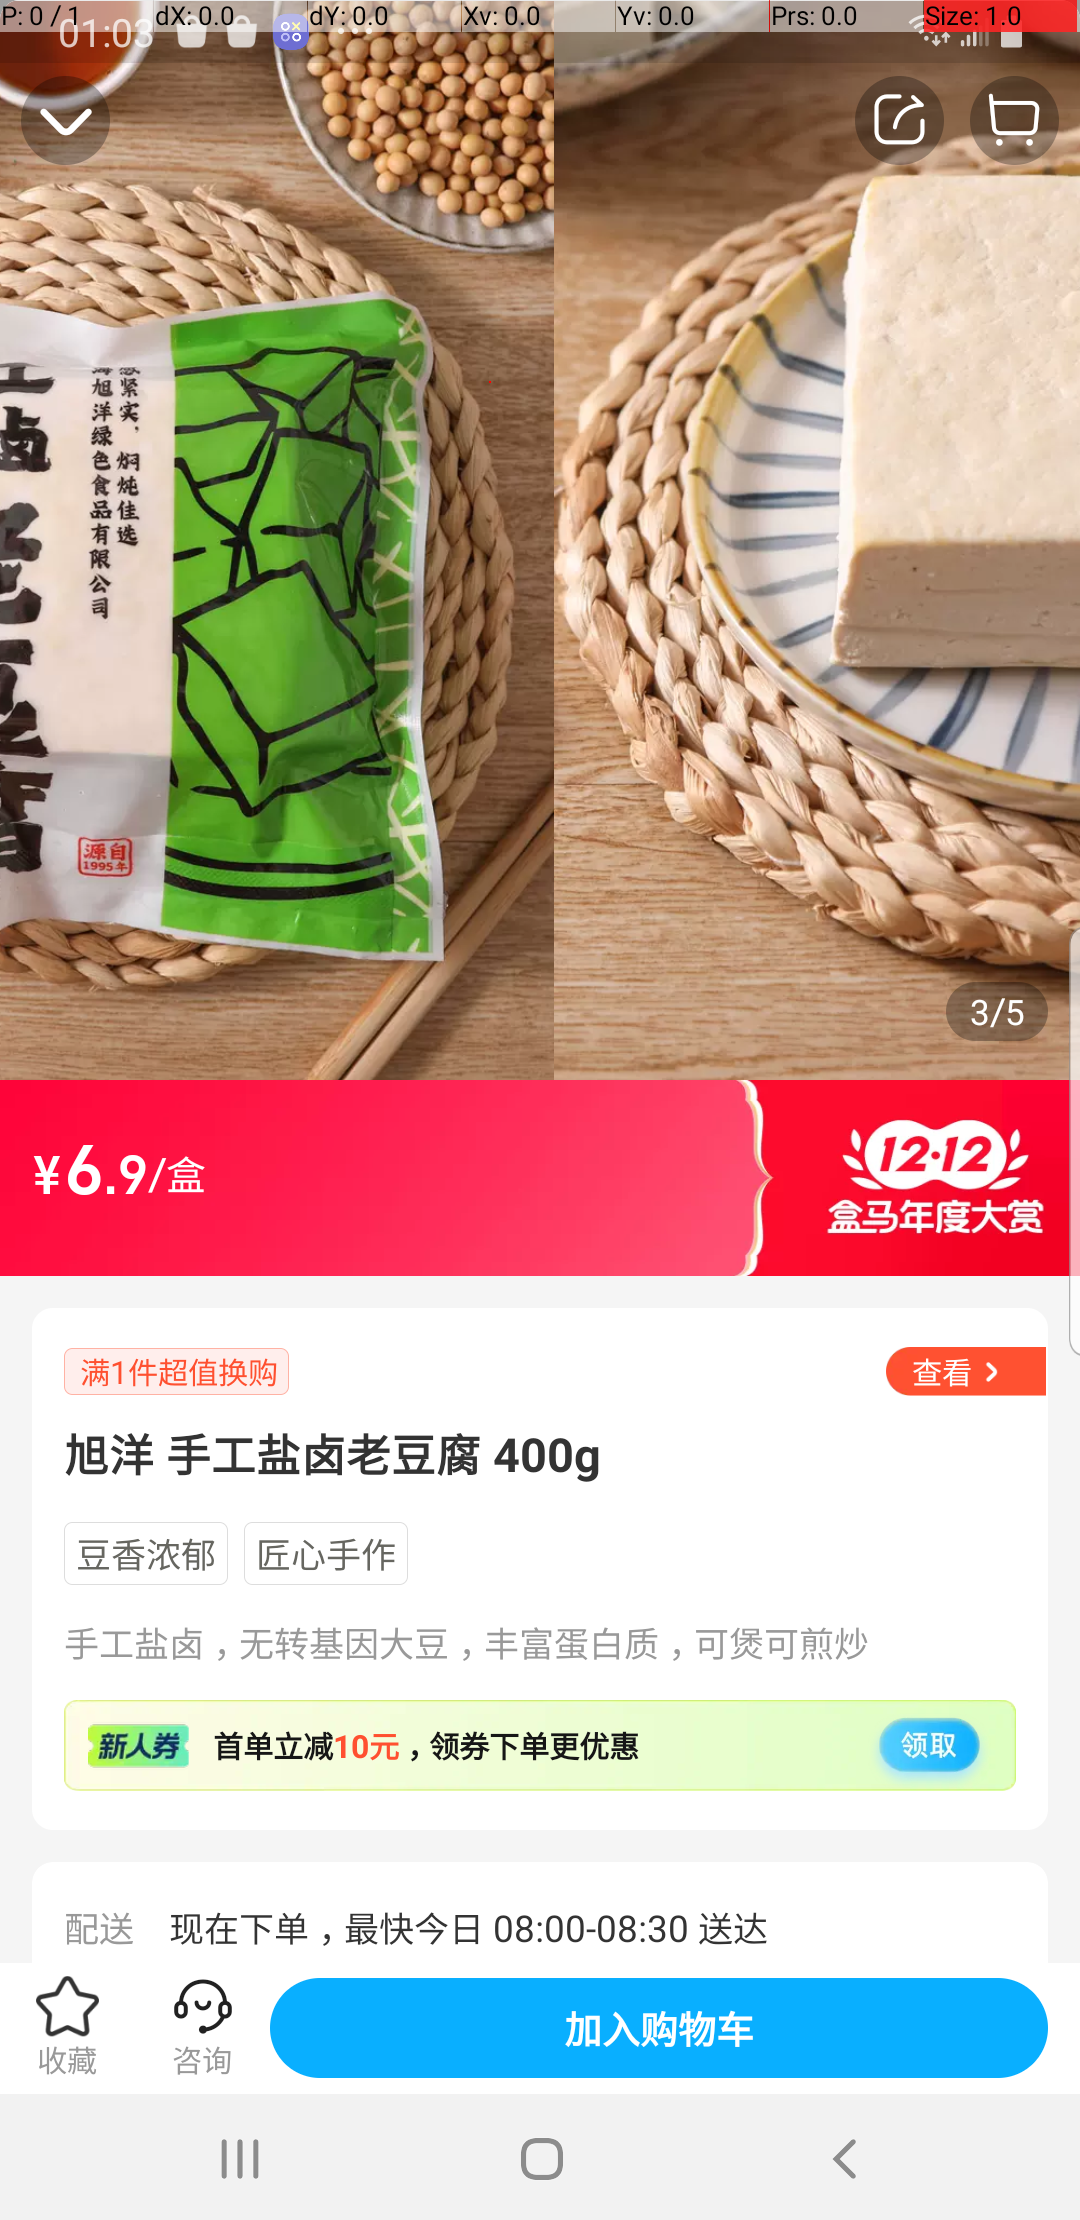 P: 0 / 1
dX: 0.0
dY: 0.0
Xv: 0.0
Yv: 0.0
Prs: 0.0
Size: 1.0
01:03
紧实，焖炖佳选
旭洋绿色食品有限公司
卤
源自
1995年
3/5
¥6.9/盒
12·12
盒马年度大赏
满1件超值换购
查看
旭洋 手工盐卤老豆腐 400g
豆香浓郁
匠心手作
手工盐卤，无转基因大豆，丰富蛋白质，可煲可煎炒
新人券
首单立减10元，领券下单更优惠
领取
配送
现在下单，最快今日 08:00-08:30 送达
收藏
咨询
加入购物车